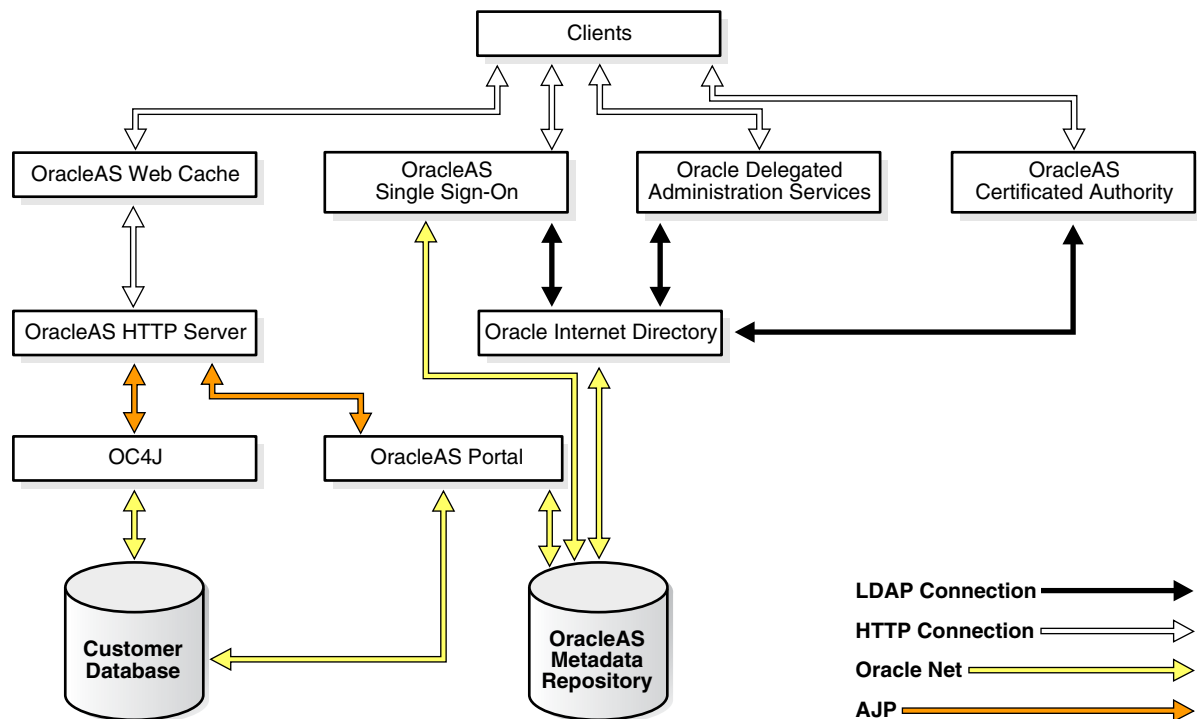 Clients
OracleAS Web Cache
OracleAS
Single Sign-On
Oracle Delegated
Administration Services
OracleAS
Certificated Authority
OracleAS HTTP Server
Oracle Internet Directory
OC4J
OracleAS Portal
Customer
Database
OracleAS
Metadata
Repository
LDAP Connection
HTTP Connection
Oracle Net
AJP